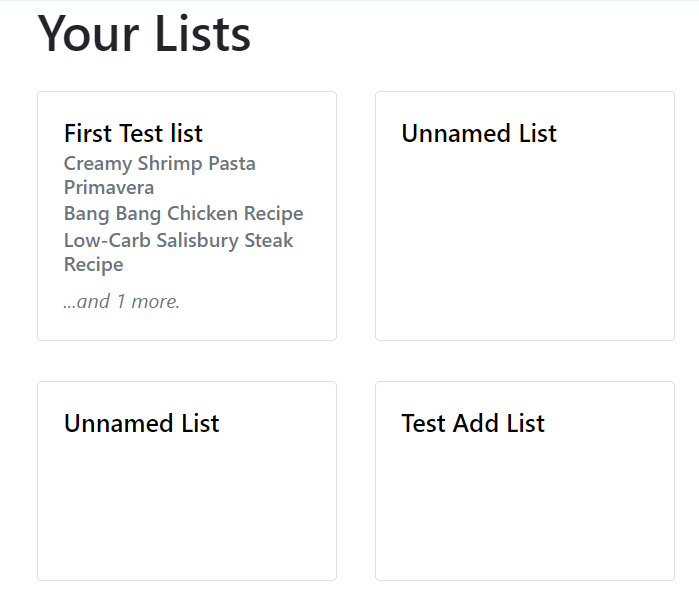 Your Lists
First Test list
Creamy Shrimp Pasta
Primavera
Bang Bang Chicken Recipe
Low-Carb Salisbury Steak
Recipe
...and 1 more.
Unnamed List
Unnamed List
Test Add List